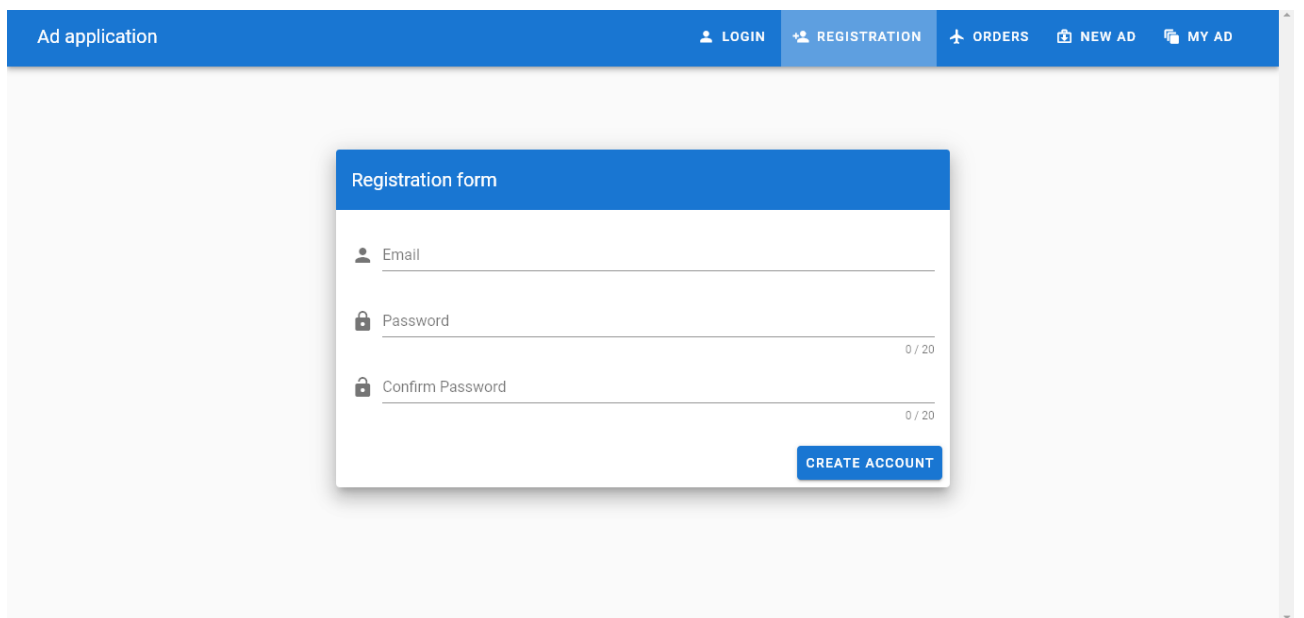 Ad application
LOGIN
REGISTRATION
ORDERS
NEW AD
MY AD
Registration form
Email
Password
0 / 20
Confirm Password
0 / 20
CREATE ACCOUNT